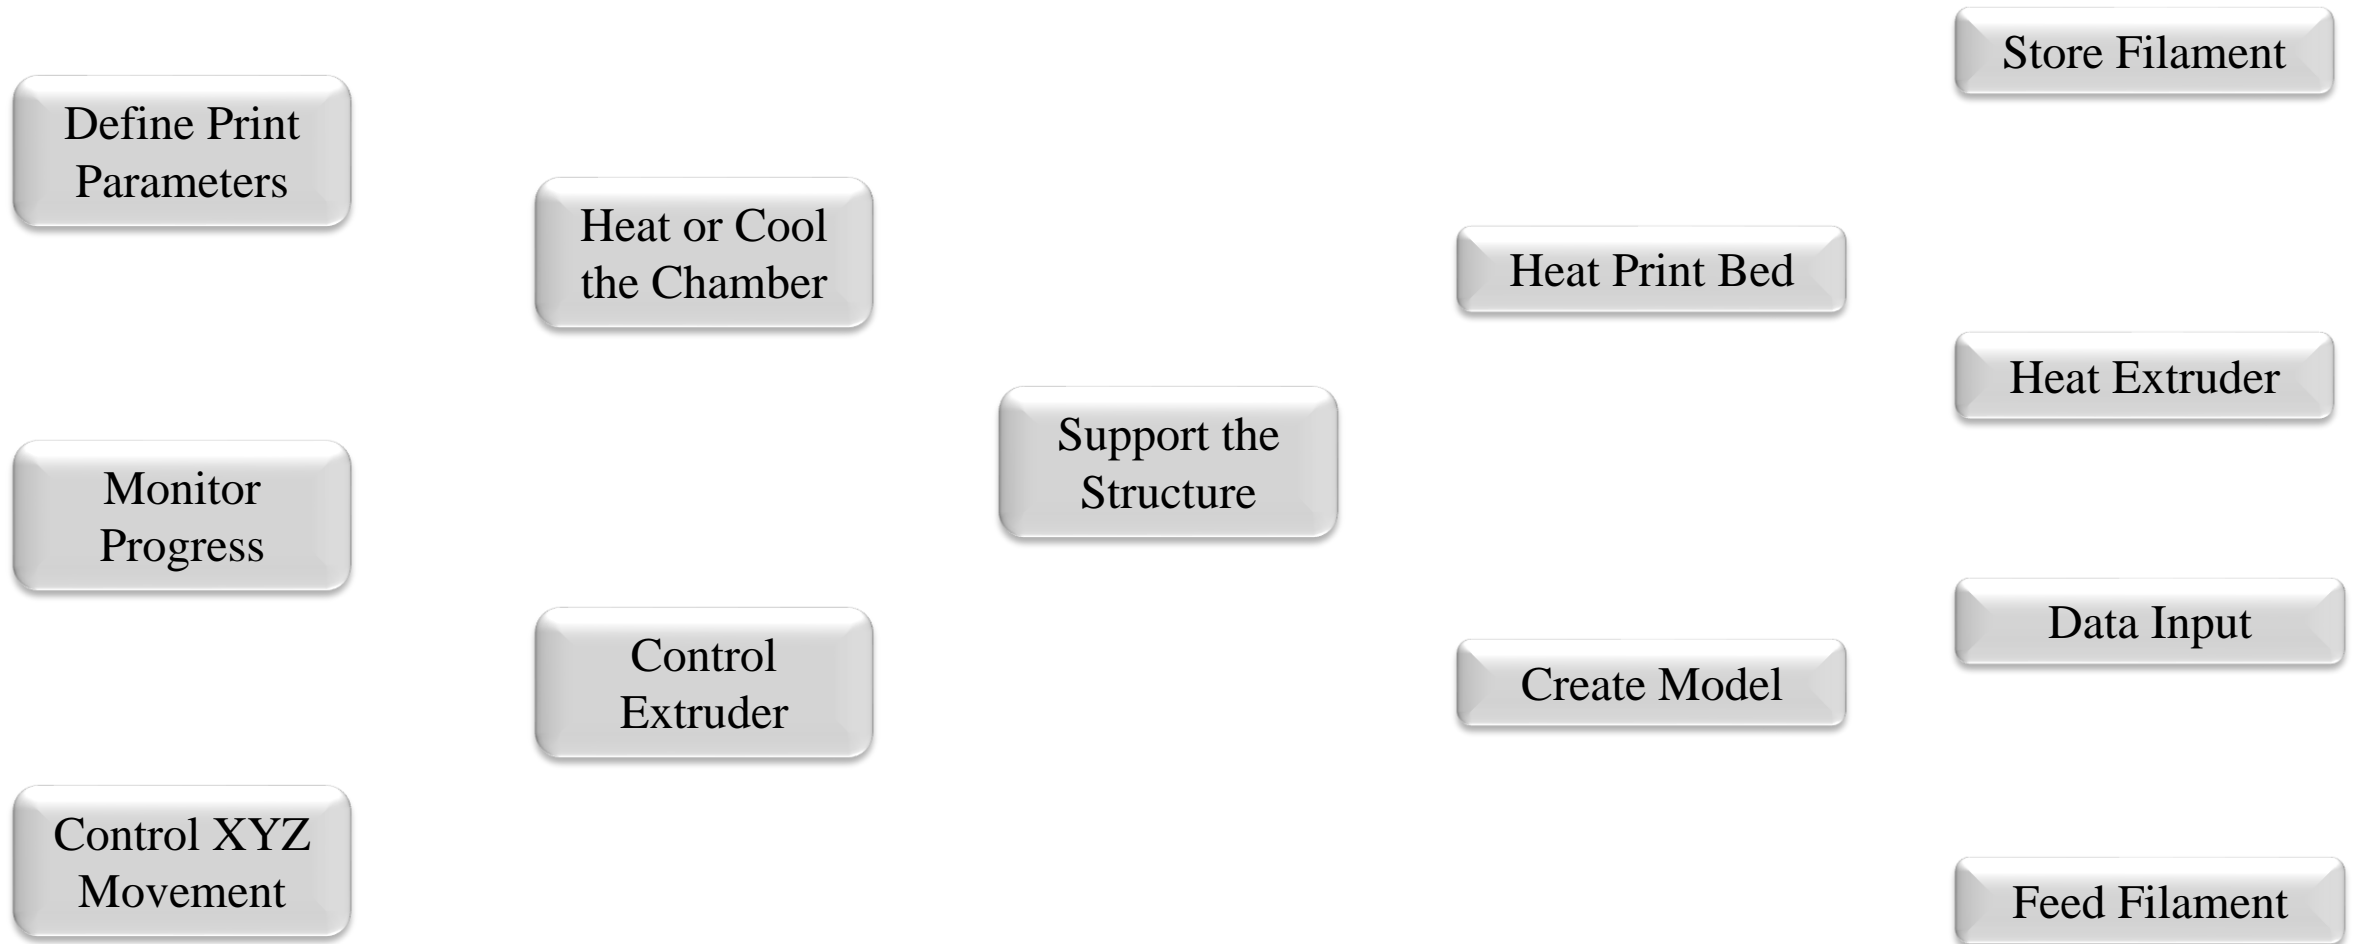 Define Print
Parameters
Monitor
Progress
Control XYZ
Movement
Heat or Cool
the Chamber
Control
Extruder
Support the
Structure
Heat Print Bed
Create Model
Store Filament
Heat Extruder
Data Input
Feed Filament